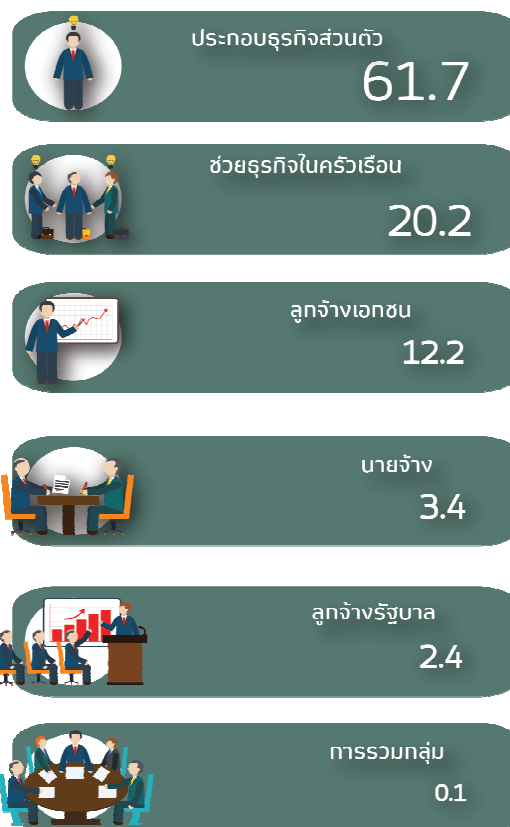 ประกอบธุรกิจส่วนตัว
61.7
ช่วยธุรกิจในครัวเรือน
20.2
ลูกจ้างเอกชน
12.2
นายจ้าง
3.4
ลูกจ้างรัฐบาล
2.4
การรวมกลุ่ม
0.1